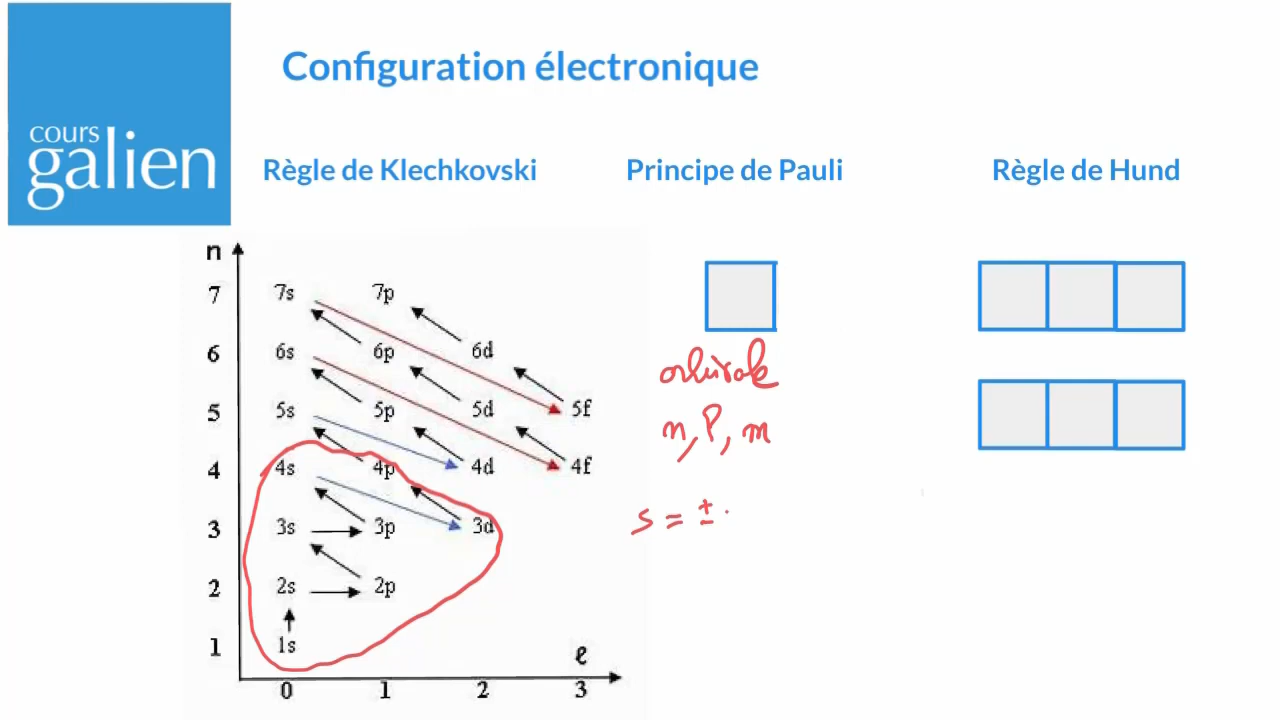 Configuration électronique
cours
galien
Règle de Klechkovski
Principe de Pauli
Règle de Hund
n
7 7s 7p
6 6s 6p 6d
5 5s 5p 5d 5f
4 4s 4p 4d 4f
3 3s 3p 3d
2 2s 2p
1 1s
ℓ
0 1 2 3
orbitale
n, l, m
s = ±